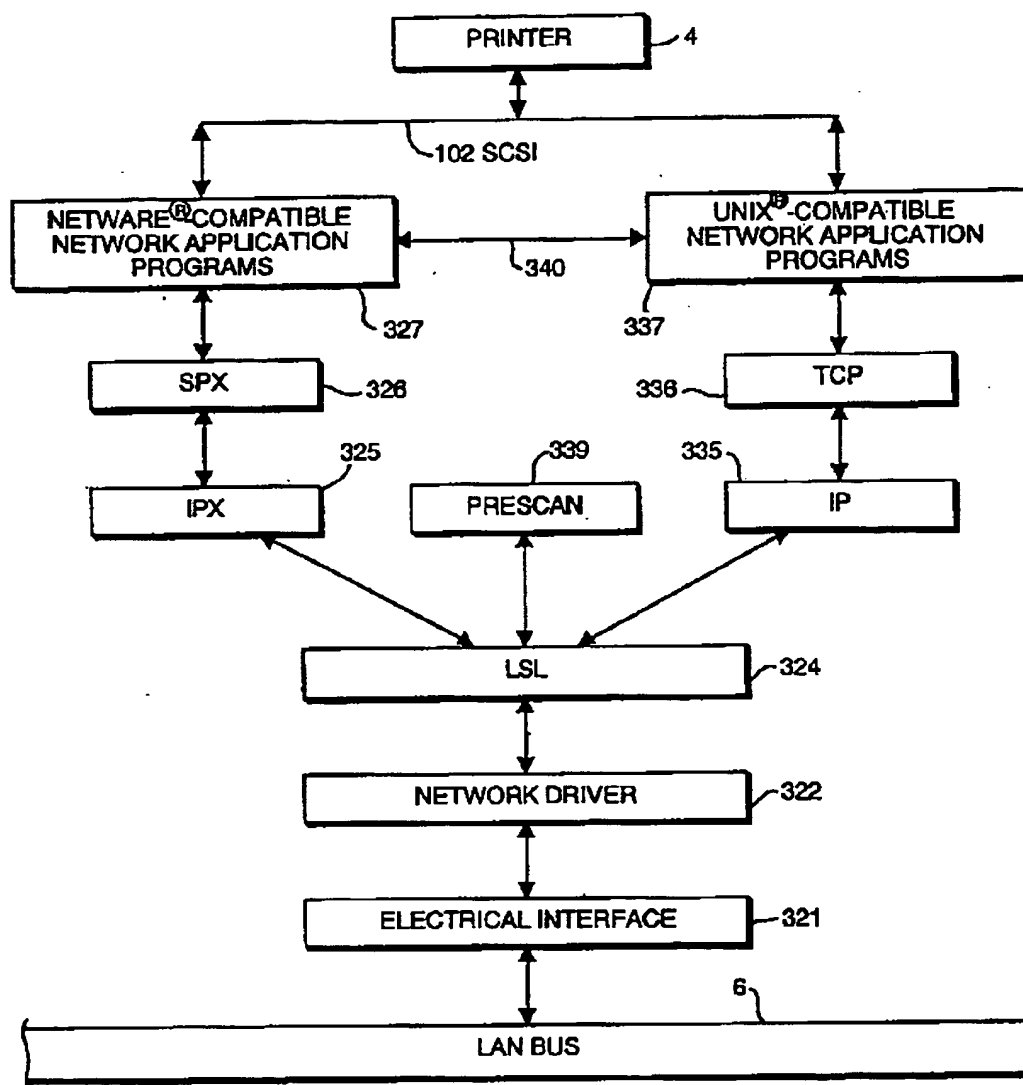 PRINTER
4
102 SCSI
NETWARE®-COMPATIBLE
NETWORK APPLICATION
PROGRAMS
UNIX®-COMPATIBLE
NETWORK APPLICATION
PROGRAMS
340
327
337
SPX
326
TCP
336
325
339
335
IPX
PRESCAN
IP
LSL
324
NETWORK DRIVER
322
ELECTRICAL INTERFACE
321
6
LAN BUS